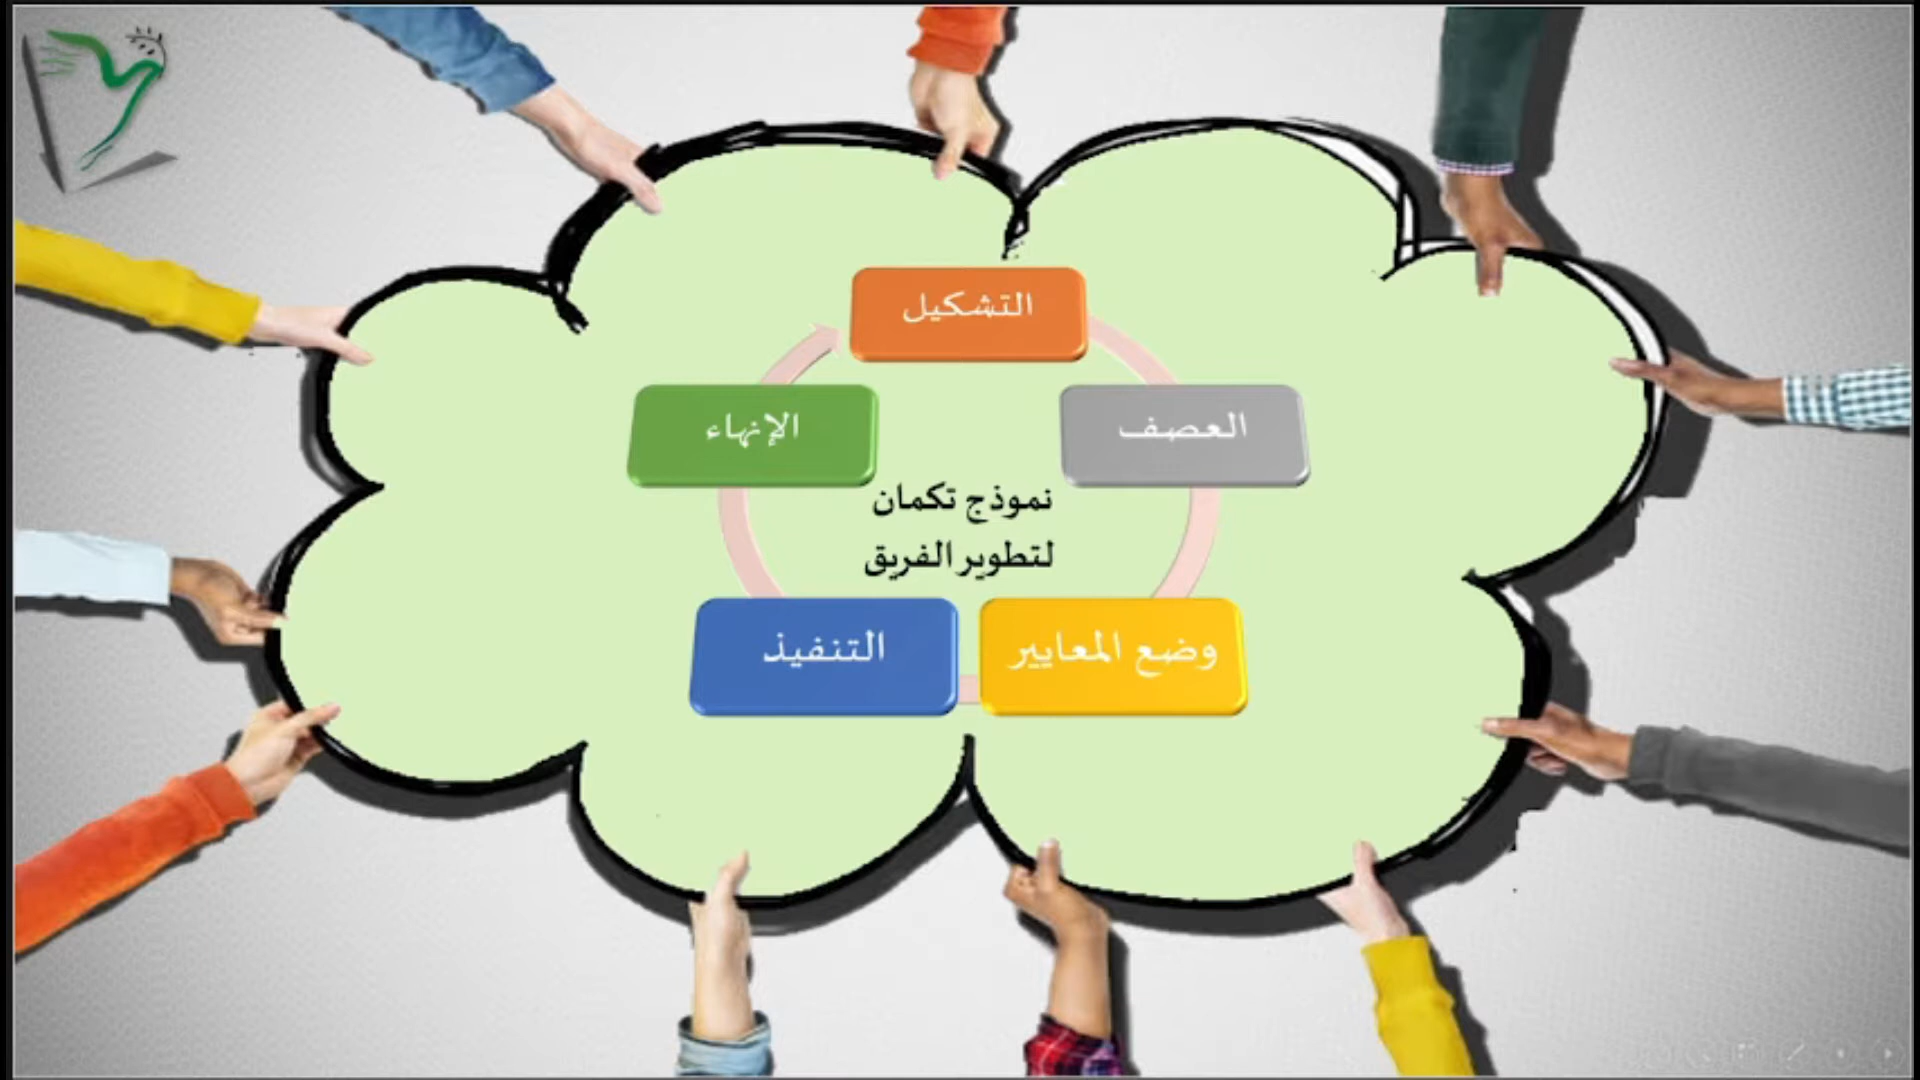 التشكيل
العصف
الإنهاء
نموذج تكمان
لتطوير الفريق
وضع المعايير
التنفيذ